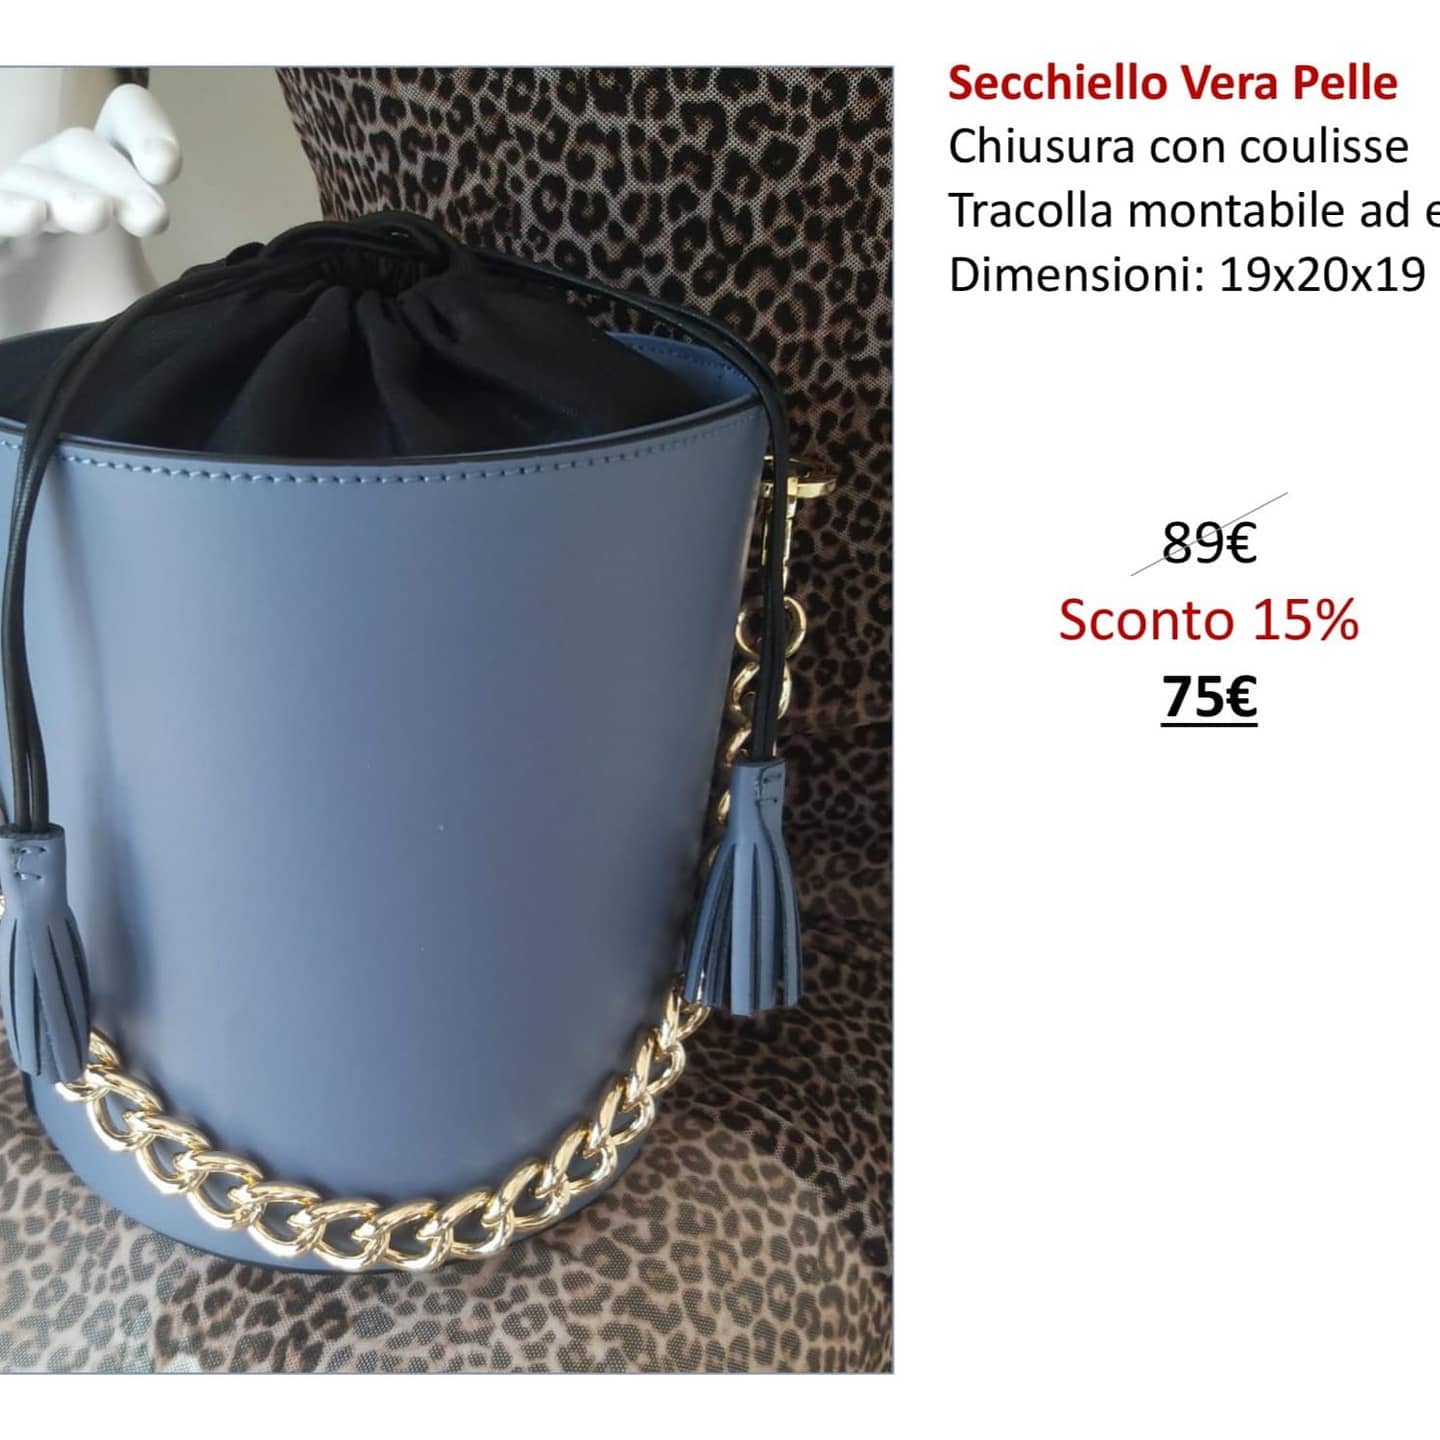 Secchiello Vera Pelle
Chiusura con coulisse
Tracolla montabile ad
Dimensioni: 19x20x19
89€
Sconto 15%
75€